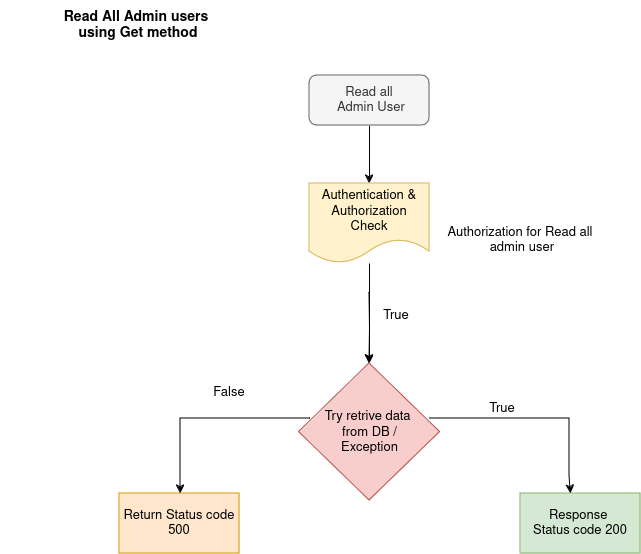 Read All Admin users
using Get method
Read all
Admin User
Authentication &
Authorization
Check
Authorization for Read all
admin user
True
False
True
Try retrive data
from DB /
Exception
Return Status code
500
Response
Status code 200